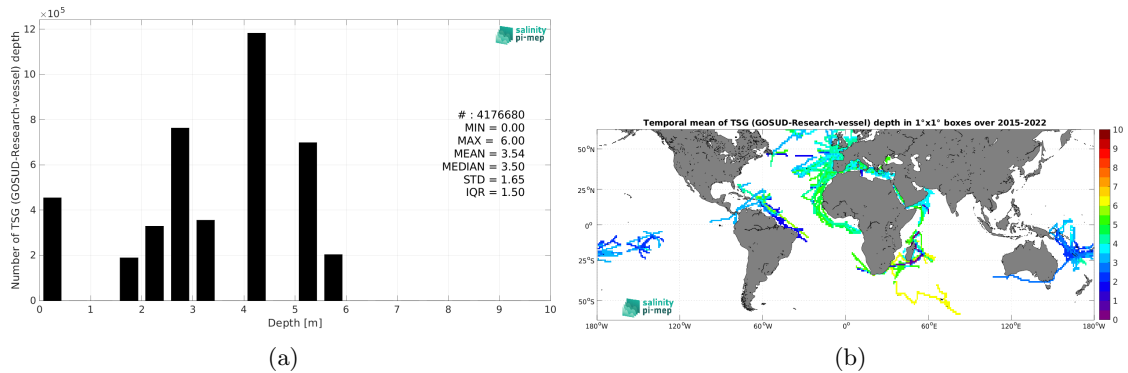 ×10⁵
12
10
8
6
4
2
0
Number of TSG (GOSUD-Research-vessel) depth
0 1 2 3 4 5 6 7 8 9 10
Depth [m]
salinity
pi-mep
# : 4176680
MIN = 0.00
MAX = 6.00
MEAN = 3.54
MEDIAN = 3.50
STD = 1.65
IQR = 1.50
(a)
Temporal mean of TSG (GOSUD-Research-vessel) depth in 1°x1° boxes over 2015-2022
50°N
25°N
0°
25°S
50°S
180°W 120°W 60°W 0° 60°E 120°E 180°W
salinity
pi-mep
10
9
8
7
6
5
4
3
2
1
0
(b)